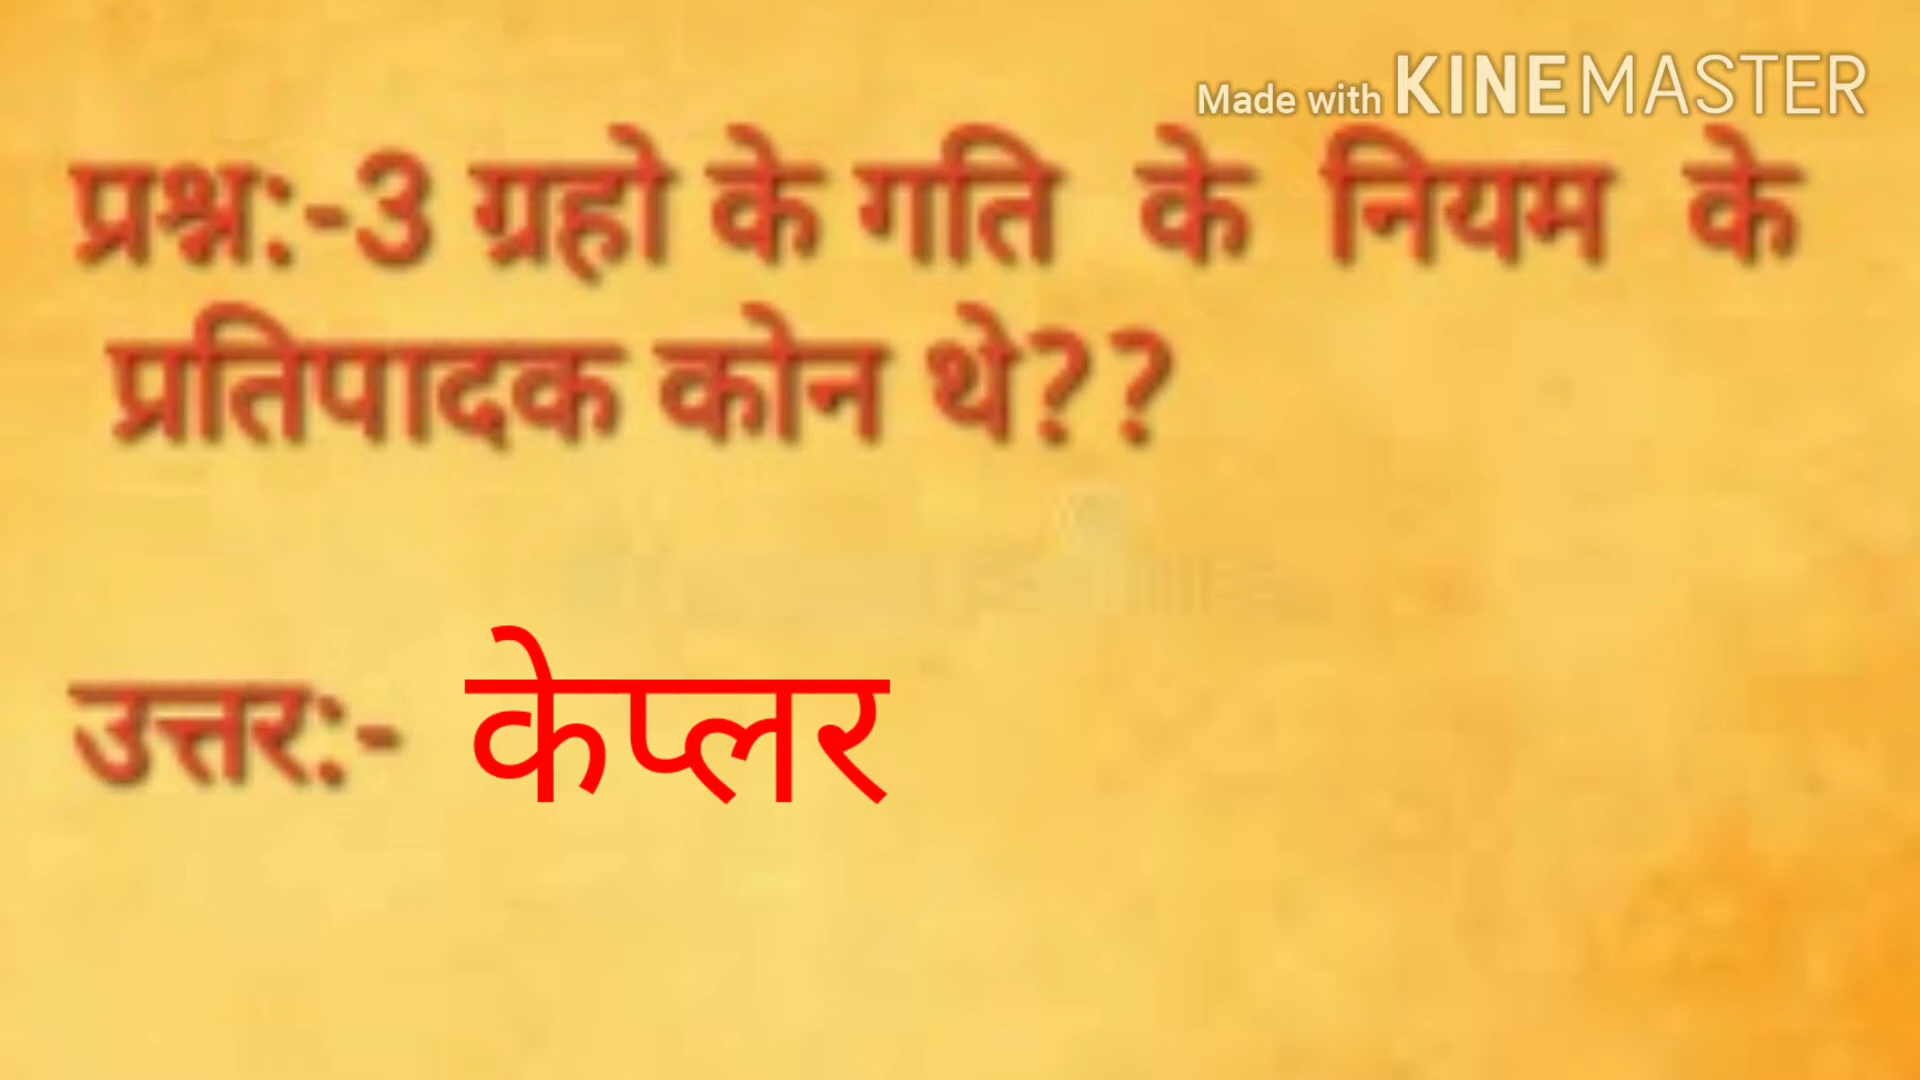 Made with KINEMASTER
प्रश्न:-3 ग्रहो के गति के नियम के
प्रतिपादक कोन थे??
उत्तर:- केप्लर